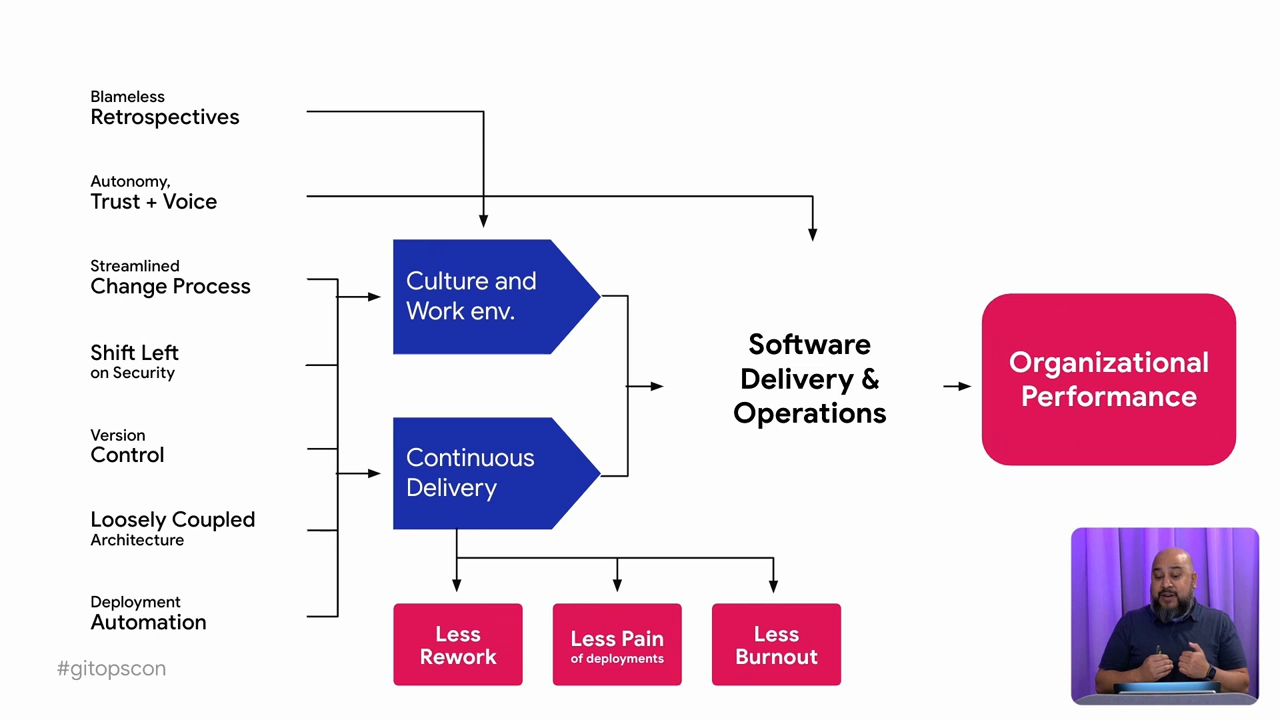 Blameless
Retrospectives
Autonomy,
Trust + Voice
Streamlined
Change Process
Shift Left
on Security
Version
Control
Loosely Coupled
Architecture
Deployment
Automation
Culture and
Work env.
Continuous
Delivery
Software
Delivery &
Operations
Organizational
Performance
Less
Rework
Less Pain
of deployments
Less
Burnout
#gitopscon